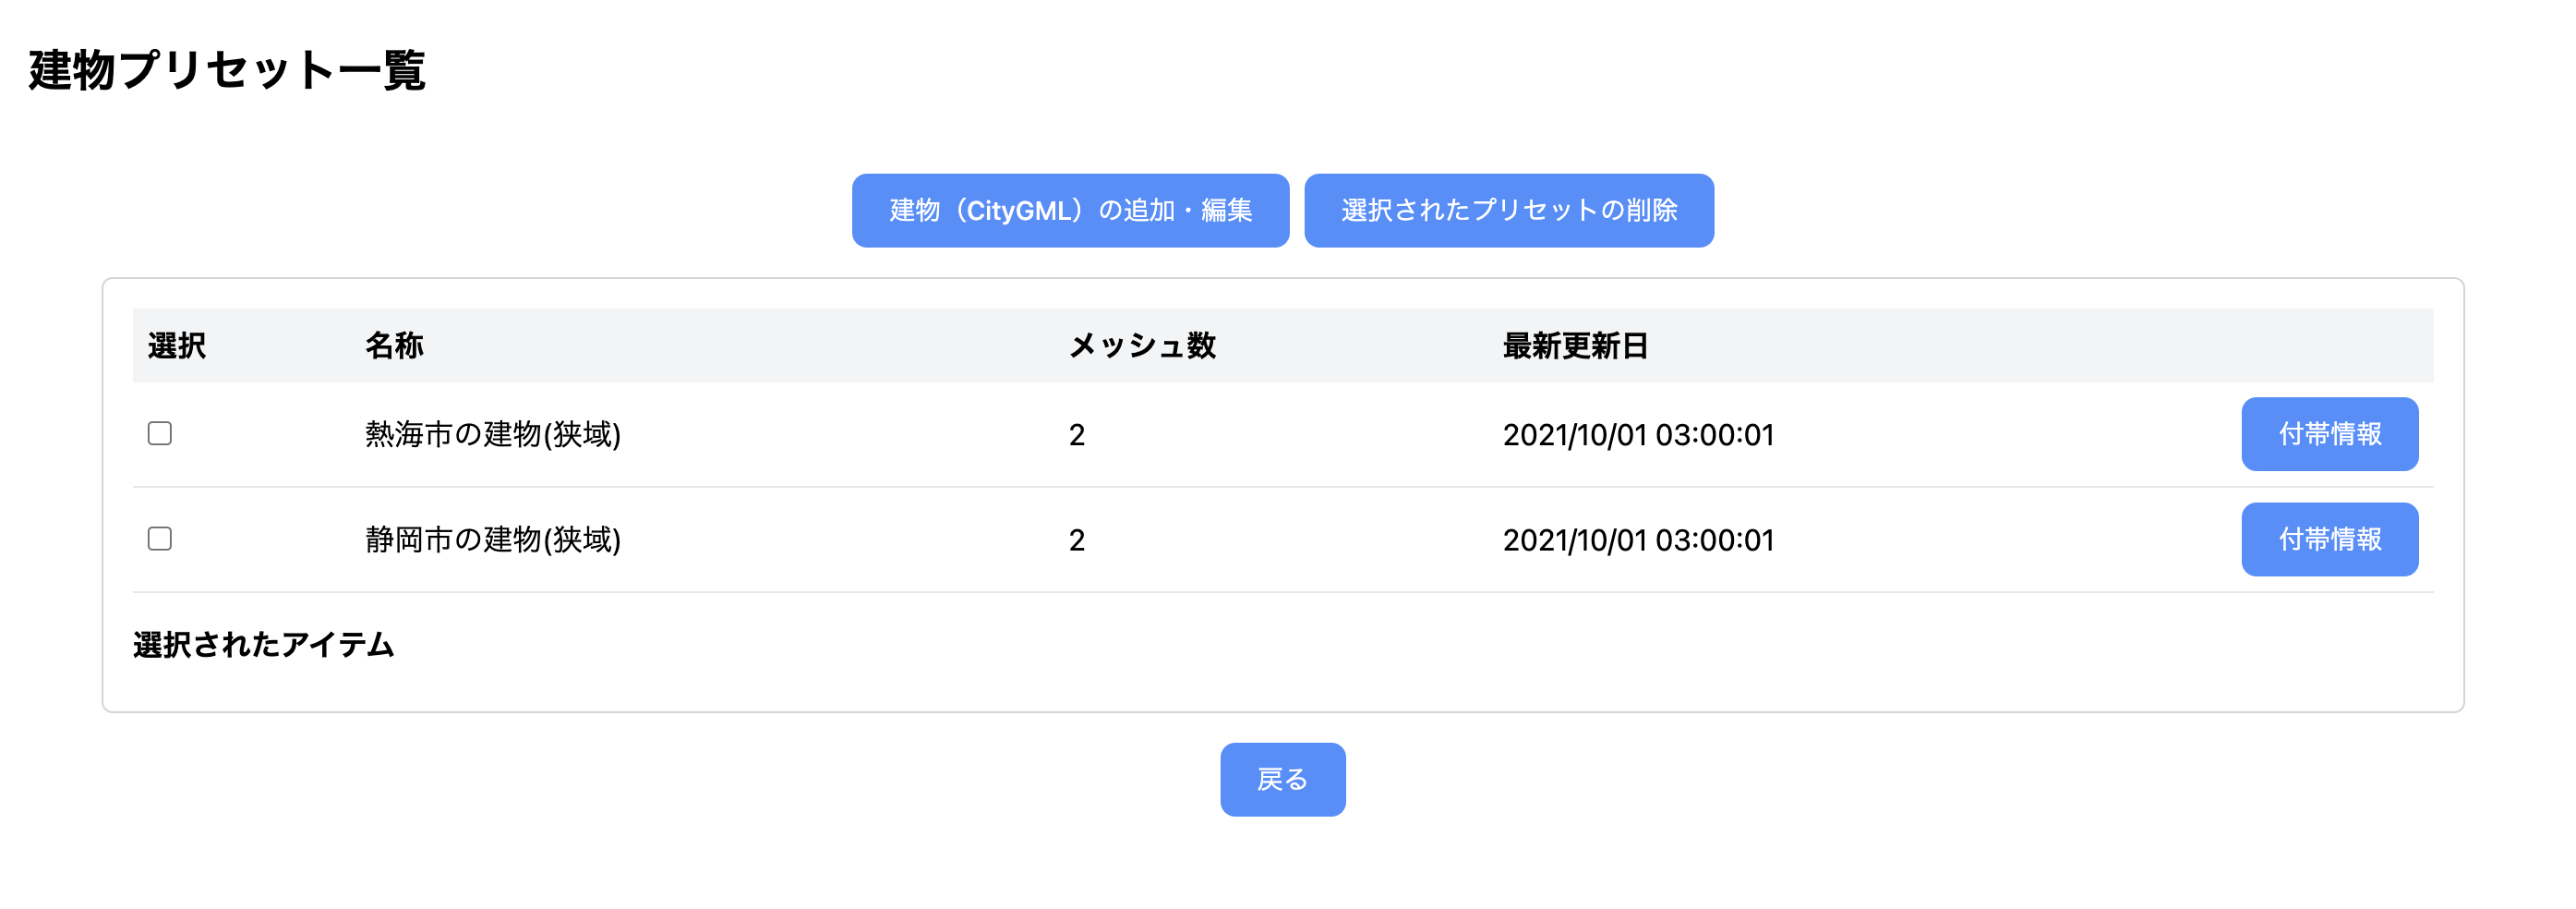 建物プリセット一覧
建物（CityGML）の追加・編集 選択されたプリセットの削除
選択 名称 メッシュ数 最新更新日
熱海市の建物(狭域) 2 2021/10/01 03:00:01 付帯情報
静岡市の建物(狭域) 2 2021/10/01 03:00:01 付帯情報
選択されたアイテム
戻る